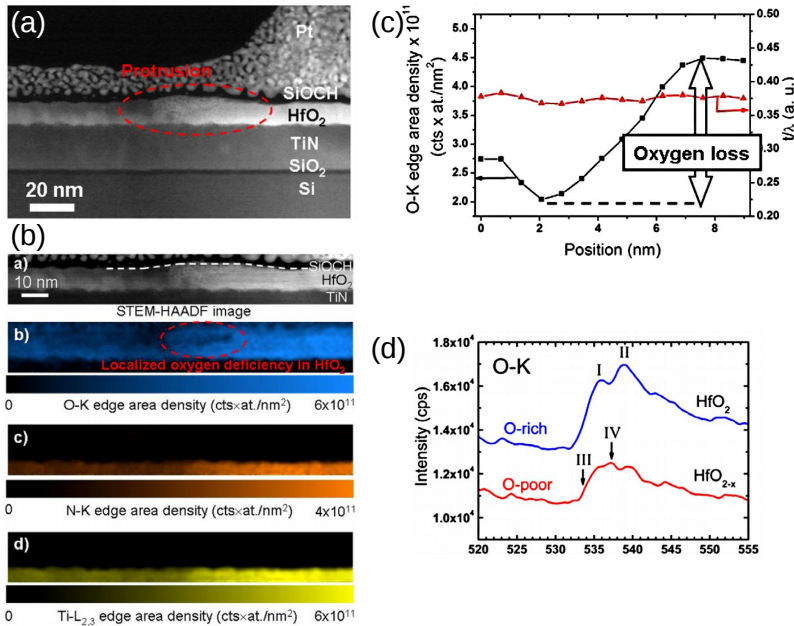 (a)
Pt
Protrusion
SiOCH
HfO₂
TiN
SiO₂
Si
20 nm
(b)
a)
SiOCH
HfO₂
10 nm
TiN
STEM-HAADF image
b)
Localized oxygen deficiency in HfO₂
0 6x10¹¹
O-K edge area density (cts×at./nm²)
c)
0 4x10¹¹
N-K edge area density (cts×at./nm²)
d)
0 6x10¹¹
Ti-L₂,₃ edge area density (cts×at./nm²)
(c)
O-K edge area density x 10¹¹
(cts x at./nm²)
5.0
4.5
4.0
3.5
3.0
2.5
2.0
0.50
0.45
0.40
0.35
0.30
0.25
0.20
t/λ (a. u.)
Oxygen loss
0 2 4 6 8
Position (nm)
(d)
Intensity (cps)
1.8x10⁴
1.6x10⁴
1.4x10⁴
1.2x10⁴
1.0x10⁴
O-K
II
I
HfO₂
O-rich
IV
III
O-poor
HfO₂₋ₓ
520 525 530 535 540 545 550 555